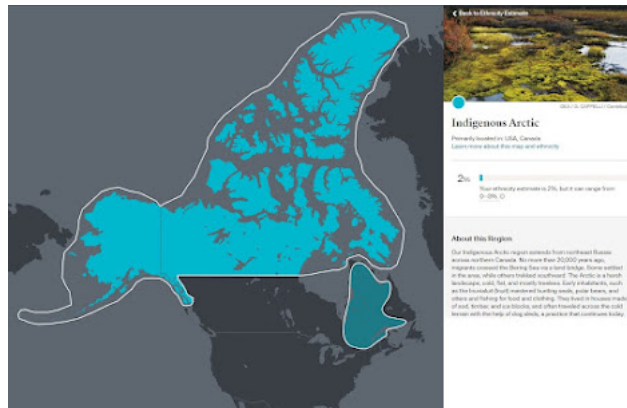 Back to Ethnicity Estimate
Indigenous Arctic
Primarily located in: USA, Canada
Learn more about this map and ethnicity
2%
Your ethnicity estimate is 2%, but it can range
About this Region
Our Indigenous Arctic region extends from northeast Russia
across northern Canada. No more than 20,000 years ago,
migrants crossed the Bering Sea via a land bridge. Some settled
in the area, while others trekked southeast. The Arctic is a harsh
landscape, cold, flat, and mostly treeless. Early inhabitants, such
as the Inuit mastered hunting seals, polar bears, and
others and fishing for food and clothing. They lived in houses made
of sod, timber, and ice blocks, and often traveled across the cold
terrain with the help of dog sleds, a practice that continues today.